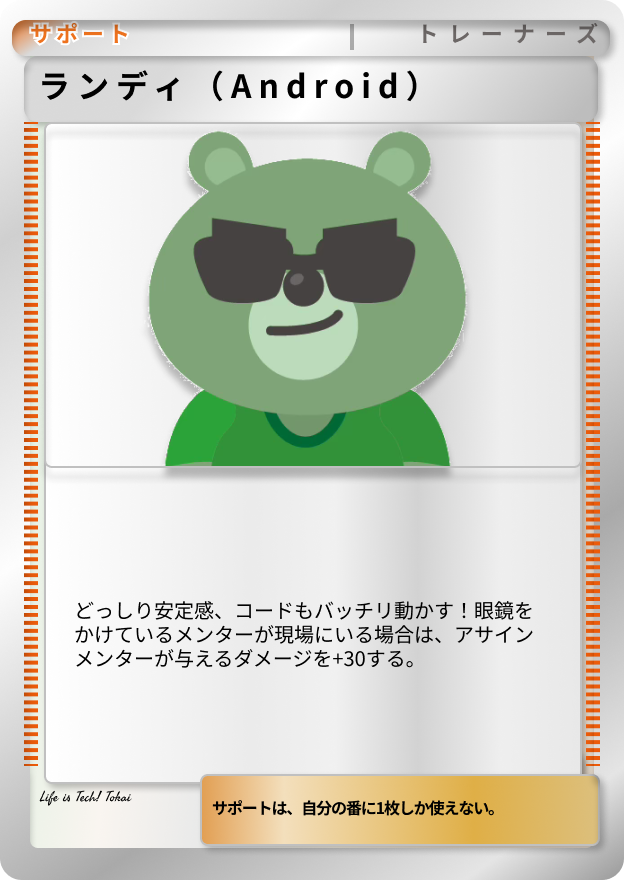 サポート
トレーナーズ
ランディ（Android）
どっしり安定感、コードもバッチリ動かす！眼鏡を
かけているメンターが現場にいる場合は、アサイン
メンターが与えるダメージを+30する。
Life is Tech! Tokai
サポートは、自分の番に1枚しか使えない。